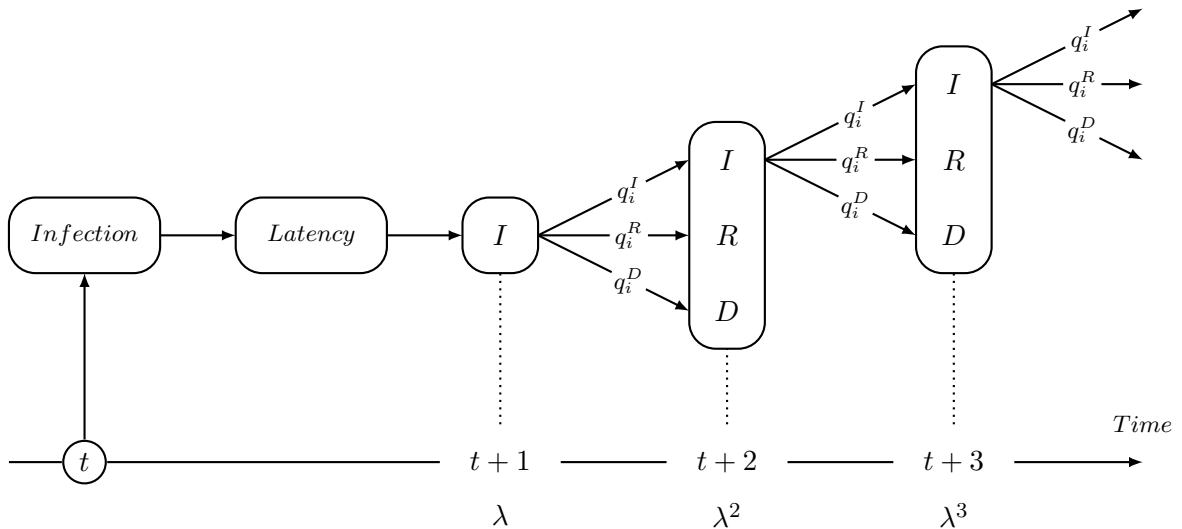 q_i^I
q_i^R
q_i^D
I
R
D
q_i^I
q_i^R
q_i^D
I
R
D
q_i^I
q_i^R
q_i^D
Infection
Latency
I
Time
t
t + 1
t + 2
t + 3
λ
λ^2
λ^3